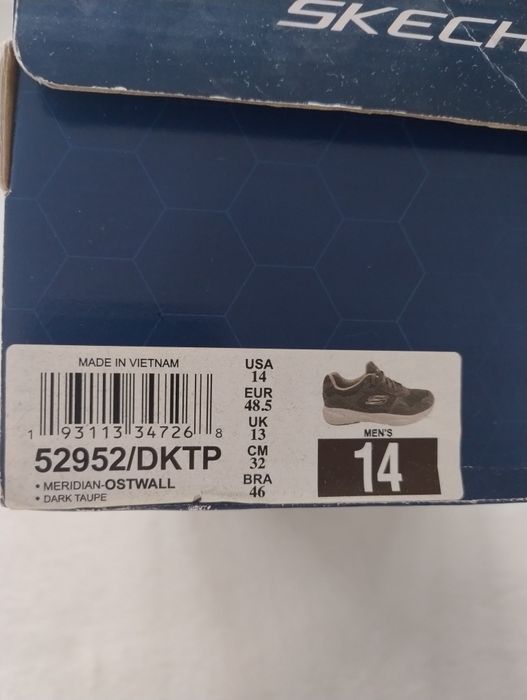 SKECH
MADE IN VIETNAM
1 93113 34726 8
52952/DKTP
• MERIDIAN-OSTWALL
• DARK TAUPE
USA
14
EUR
48.5
UK
13
CM
32
BRA
46
MEN'S
14